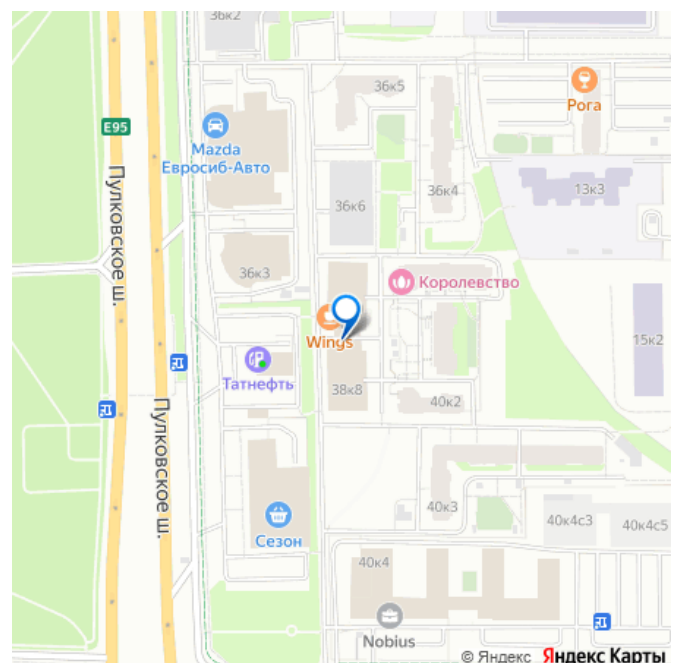 36к2
36к5
Рога
E95
Mazda
Евросиб-Авто
Пулковское ш.
36к4
13к3
36к6
36к3
Королевство
Wings
15к2
Татнефть
38к8
40к2
Пулковское ш.
40к3
40к4с3
40к4с5
Сезон
40к4
Nobius
© Яндекс Яндекс Карты